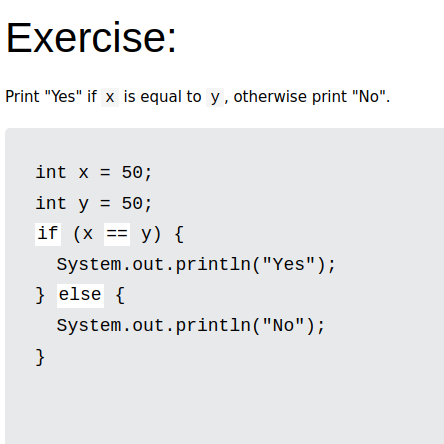 Exercise:
Print "Yes" if x is equal to y, otherwise print "No".
int x = 50;
int y = 50;
if (x == y) {
  System.out.println("Yes");
} else {
  System.out.println("No");
}